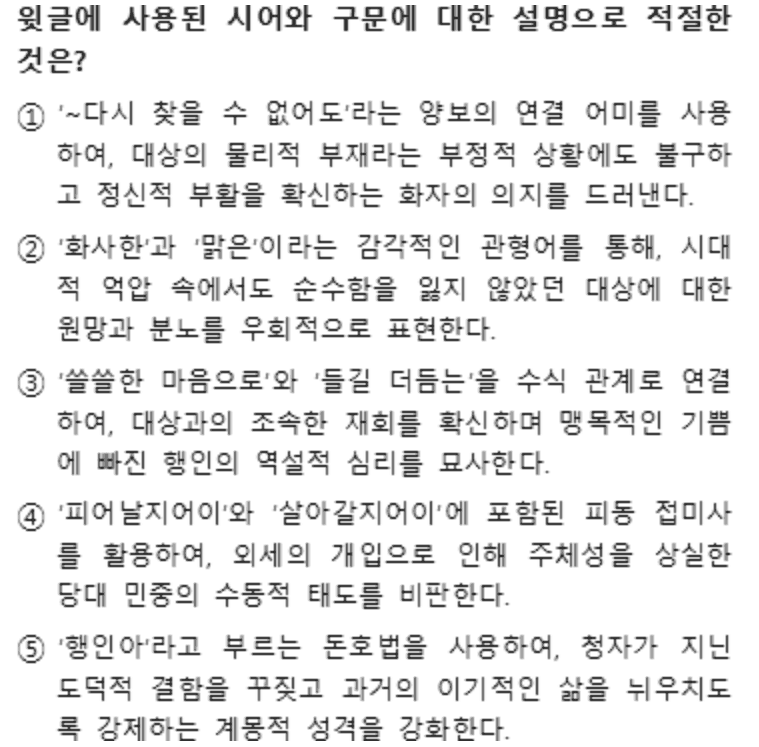 윗글에 사용된 시어와 구문에 대한 설명으로 적절한
것은?
① '~다시 찾을 수 없어도'라는 양보의 연결 어미를 사용
하여, 대상의 물리적 부재라는 부정적 상황에도 불구하
고 정신적 부활을 확신하는 화자의 의지를 드러낸다.
② '화사한'과 '맑은'이라는 감각적인 관형어를 통해, 시대
적 억압 속에서도 순수함을 잃지 않았던 대상에 대한
원망과 분노를 우회적으로 표현한다.
③ '쓸쓸한 마음으로'와 '들길 더듬는'을 수식 관계로 연결
하여, 대상과의 조속한 재회를 확신하며 맹목적인 기쁨
에 빠진 행인의 역설적 심리를 묘사한다.
④ '피어날지어이'와 '살아갈지어이'에 포함된 피동 접미사
를 활용하여, 외세의 개입으로 인해 주체성을 상실한
당대 민중의 수동적 태도를 비판한다.
⑤ '행인아'라고 부르는 돈호법을 사용하여, 청자가 지닌
도덕적 결함을 꾸짖고 과거의 이기적인 삶을 뉘우치도
록 강제하는 계몽적 성격을 강화한다.